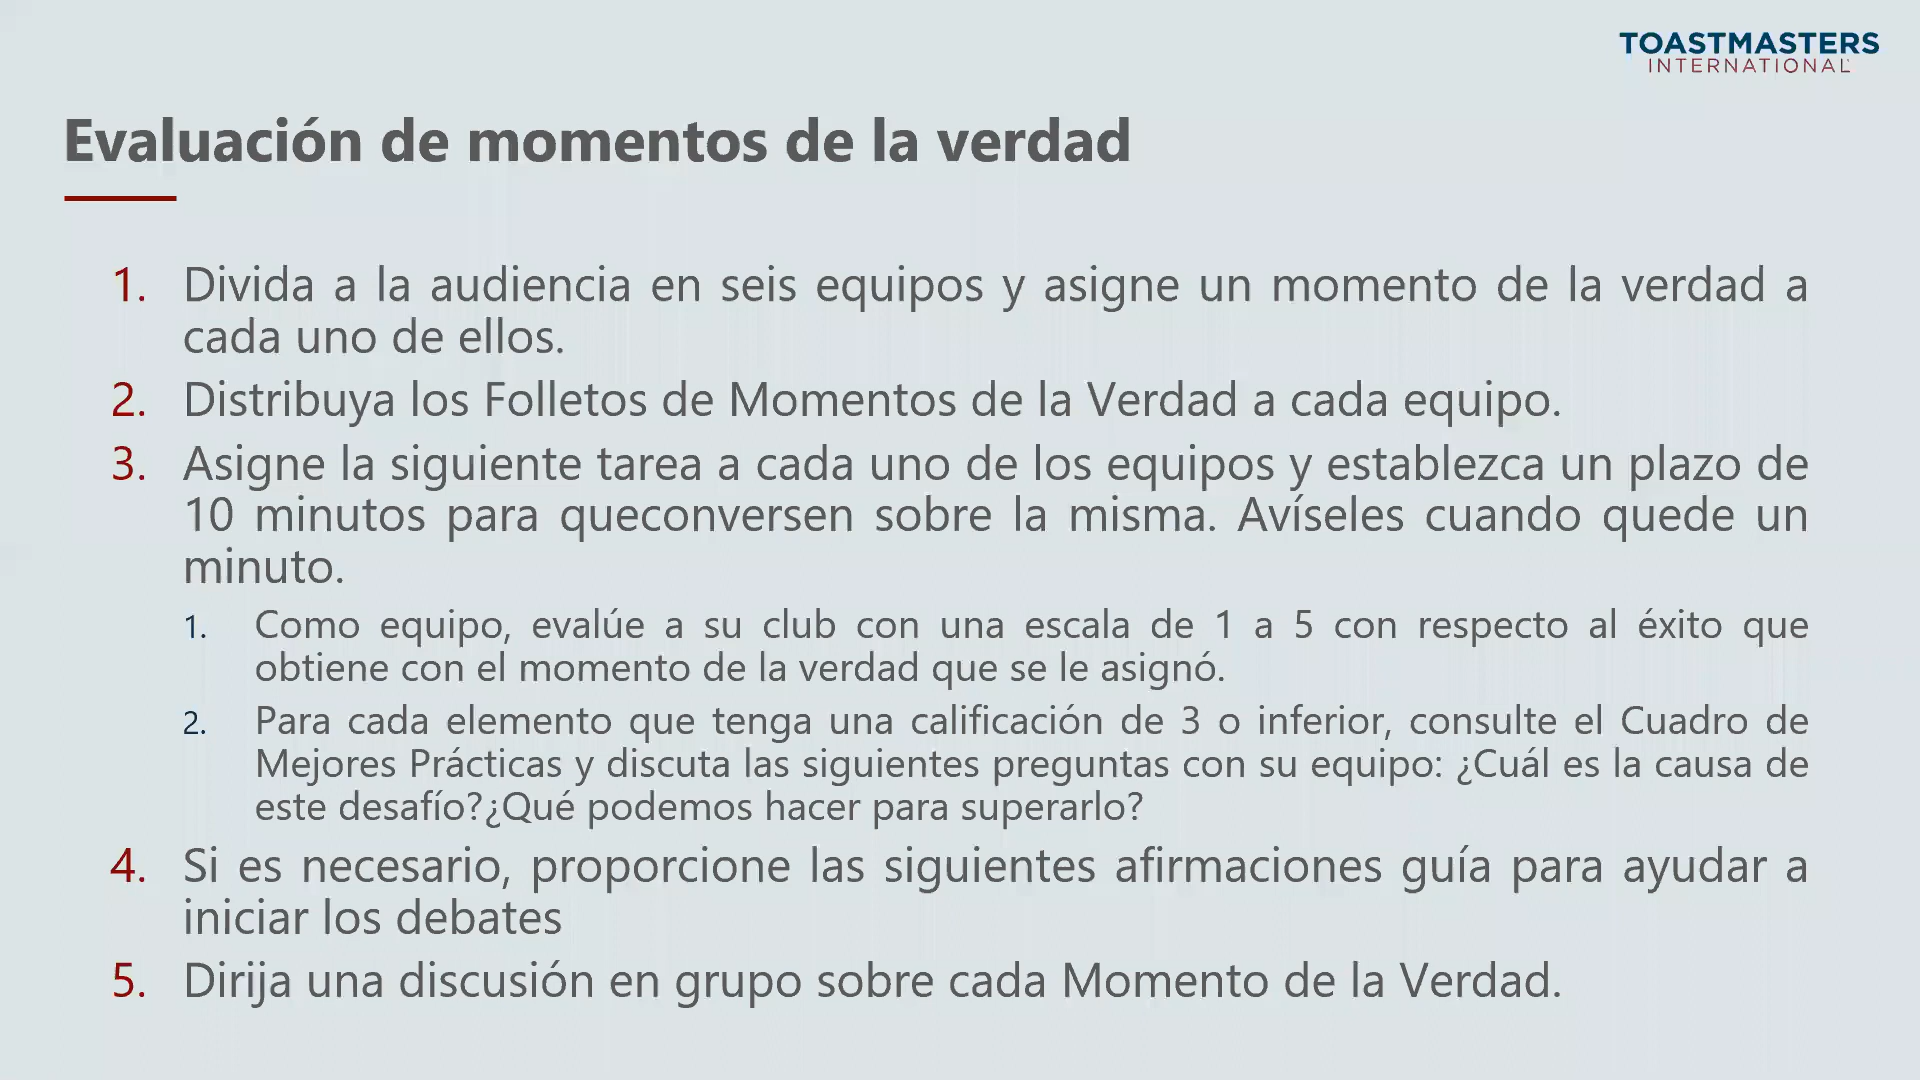 TOASTMASTERS
INTERNATIONAL
Evaluación de momentos de la verdad
1. Divida a la audiencia en seis equipos y asigne un momento de la verdad a
cada uno de ellos.
2. Distribuya los Folletos de Momentos de la Verdad a cada equipo.
3. Asigne la siguiente tarea a cada uno de los equipos y establezca un plazo de
10 minutos para queconversen sobre la misma. Avíseles cuando quede un
minuto.
1. Como equipo, evalúe a su club con una escala de 1 a 5 con respecto al éxito que
obtiene con el momento de la verdad que se le asignó.
2. Para cada elemento que tenga una calificación de 3 o inferior, consulte el Cuadro de
Mejores Prácticas y discuta las siguientes preguntas con su equipo: ¿Cuál es la causa de
este desafío?¿Qué podemos hacer para superarlo?
4. Si es necesario, proporcione las siguientes afirmaciones guía para ayudar a
iniciar los debates
5. Dirija una discusión en grupo sobre cada Momento de la Verdad.